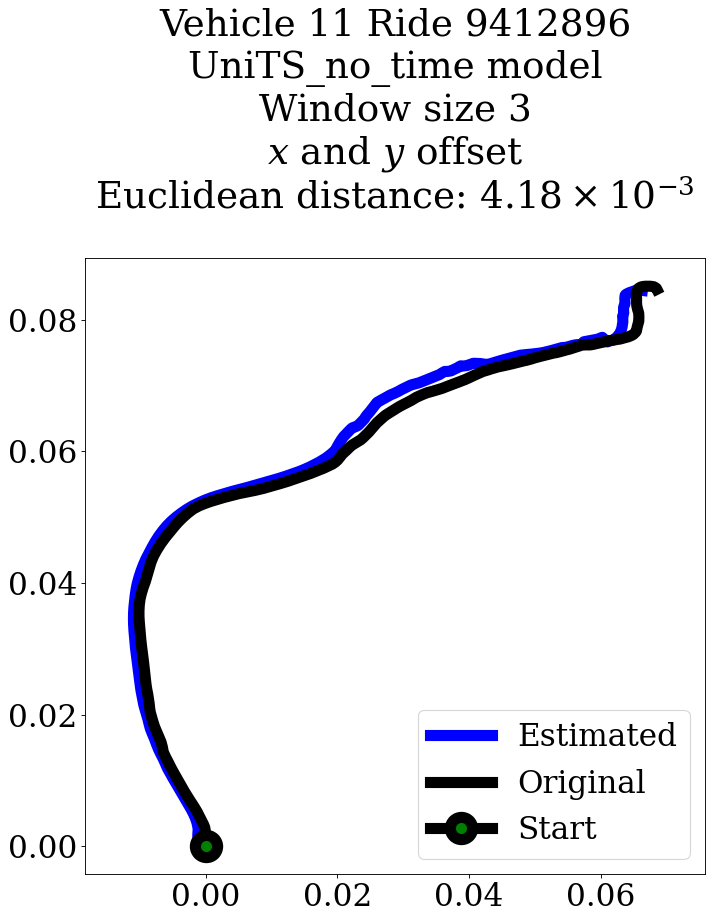 Vehicle 11 Ride 9412896
UniTS_no_time model
Window size 3
x and y offset
Euclidean distance: 4.18 × 10⁻³
0.08
0.06
0.04
0.02
0.00
0.00 0.02 0.04 0.06
Estimated
Original
Start